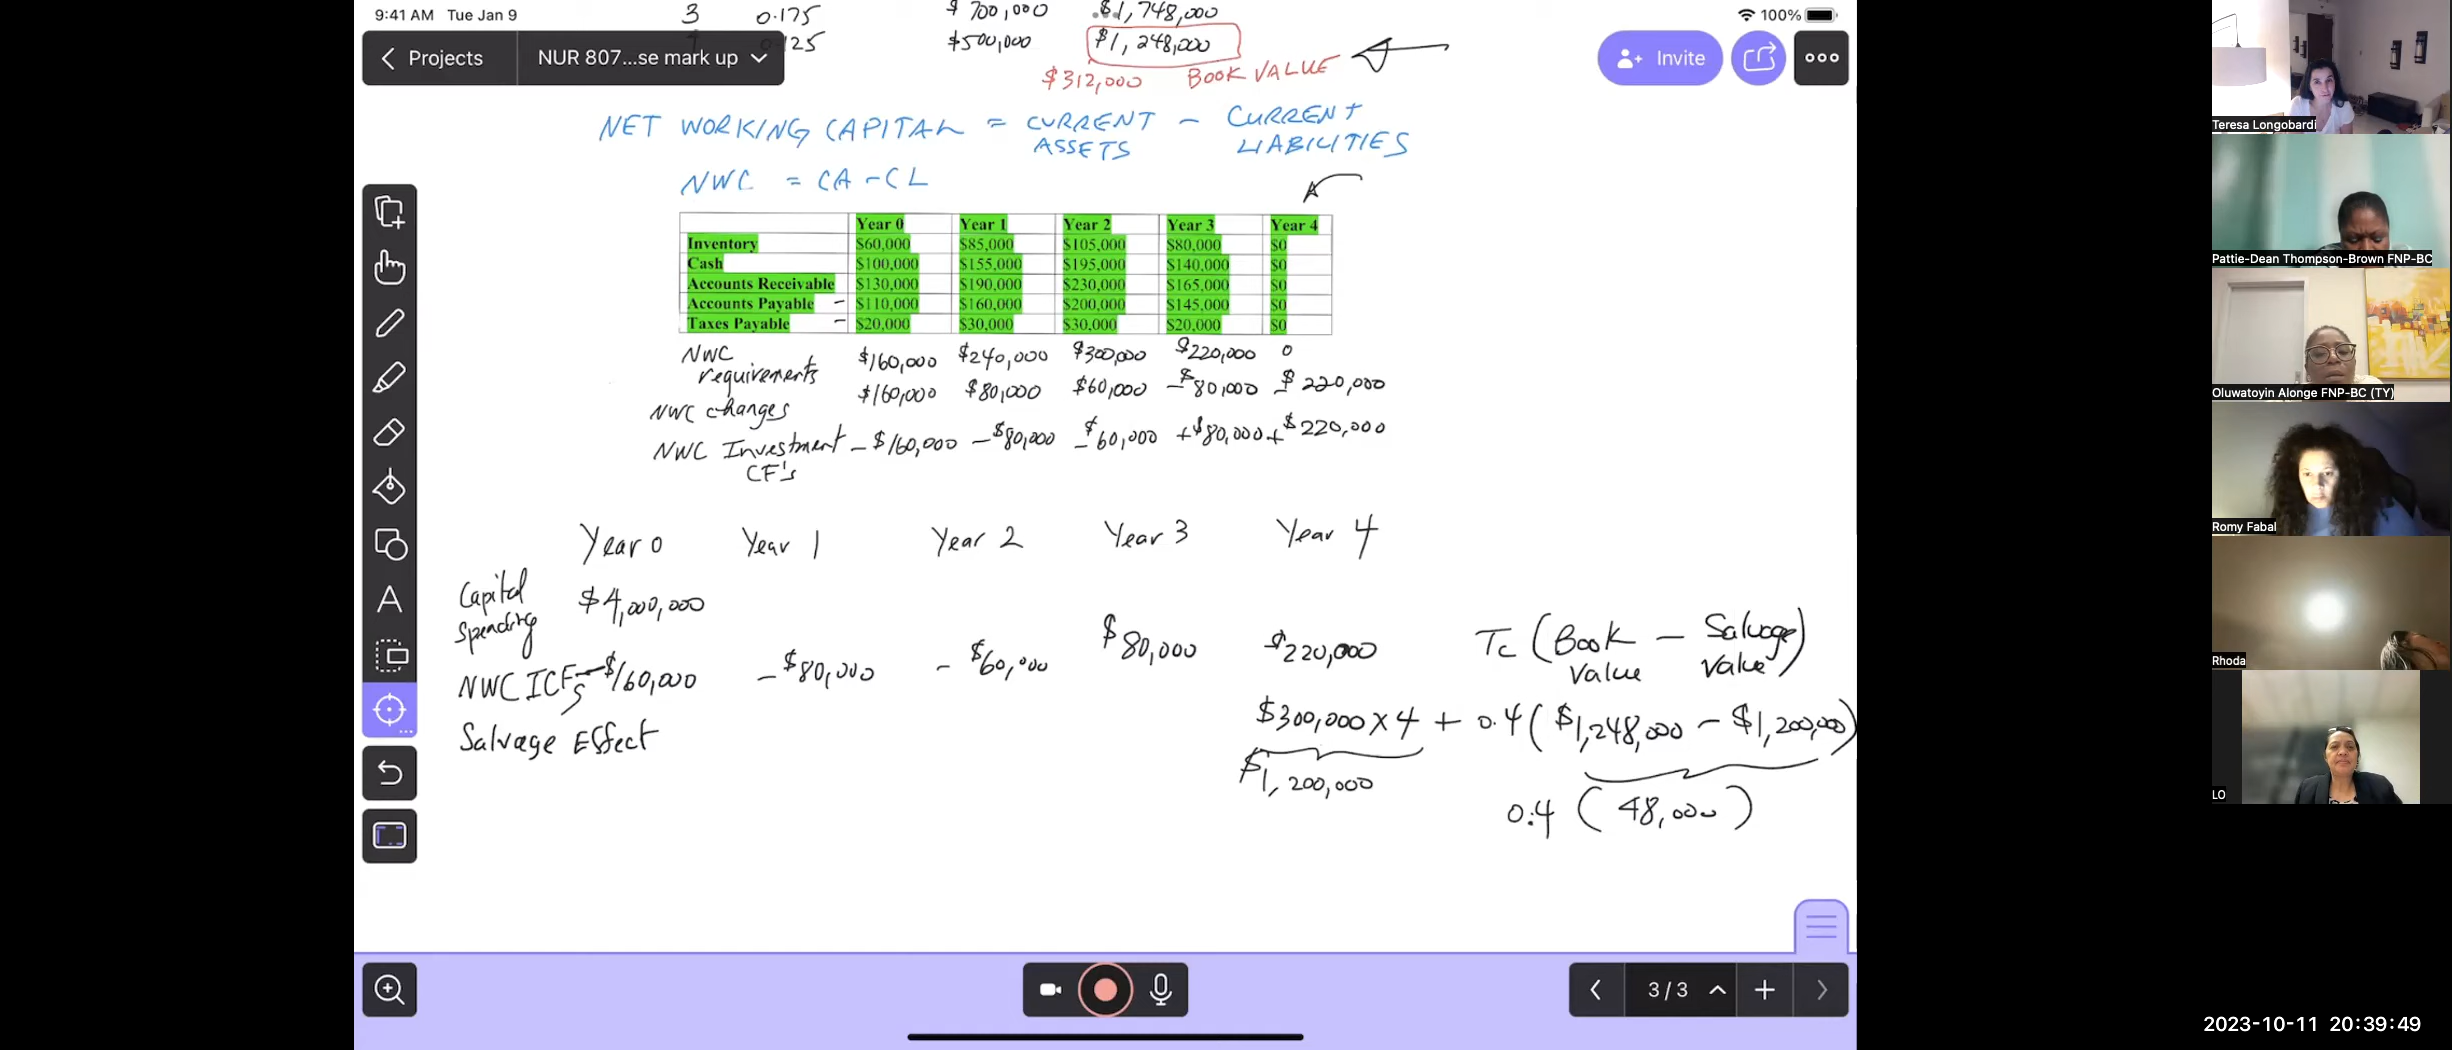 9:41 AM Tue Jan 9
100%
3 0.175 $700,000 $1,748,000
$500,000 $1,248,000
Projects
NUR 807...se mark up
Invite
$312,000 BOOK VALUE
NET WORKING CAPITAL = CURRENT ASSETS - CURRENT LIABILITIES
NWC = CA - CL
Year 0 Year 1 Year 2 Year 3 Year 4
Inventory $60,000 $85,000 $105,000 $80,000 $0
Cash $100,000 $155,000 $195,000 $140,000 $0
Accounts Receivable $130,000 $190,000 $230,000 $165,000 $0
Accounts Payable - $110,000 $160,000 $200,000 $145,000 $0
Taxes Payable - $20,000 $30,000 $30,000 $20,000 $0
NWC requirements $160,000 $240,000 $300,000 $220,000 0
NWC changes $160,000 $80,000 $60,000 -$80,000 -$220,000
NWC Investment CF's -$160,000 -$80,000 -$60,000 +$80,000 +$220,000
Year 0 Year 1 Year 2 Year 3 Year 4
Capital Spending $4,000,000
NWC ICFs -$160,000 -$80,000 -$60,000 $80,000 $220,000
Tc (Book Value - Salvage Value)
Salvage Effect $300,000 x 4 + 0.4 ($1,248,000 - $1,200,000)
$1,200,000
0.4 (48,000)
3 / 3
Teresa Longobardi
Pattie-Dean Thompson-Brown FNP-BC
Oluwatoyin Alonge FNP-BC (TY)
Romy Fabal
Rhoda
LO
2023-10-11 20:39:49